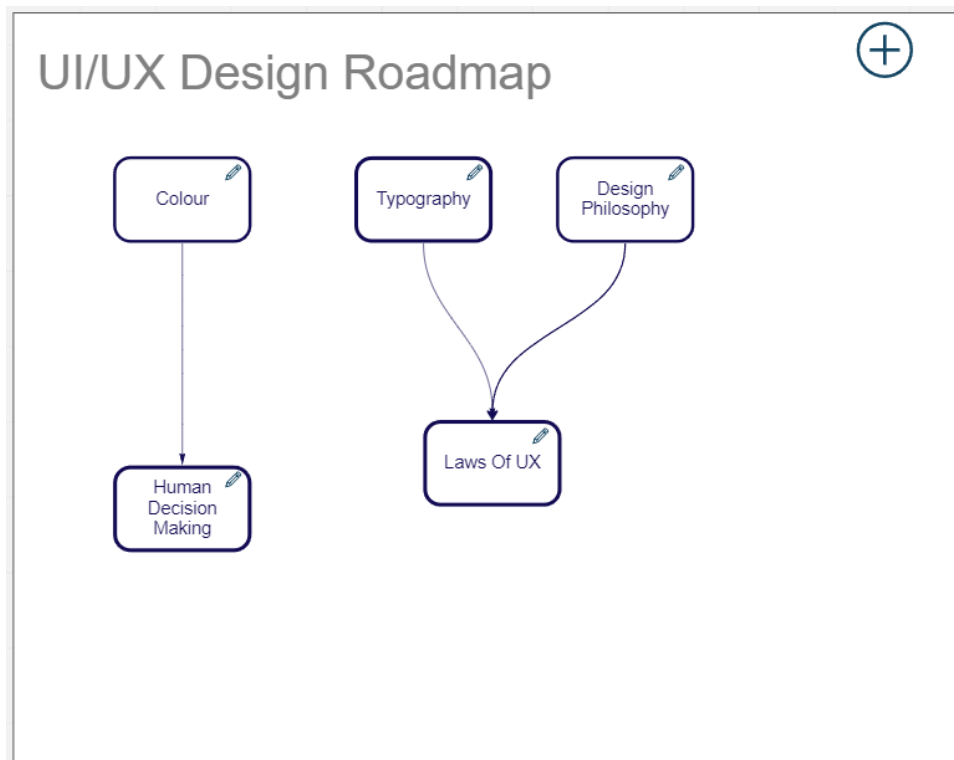 UI/UX Design Roadmap
Colour
Typography
Design
Philosophy
Laws Of UX
Human
Decision
Making